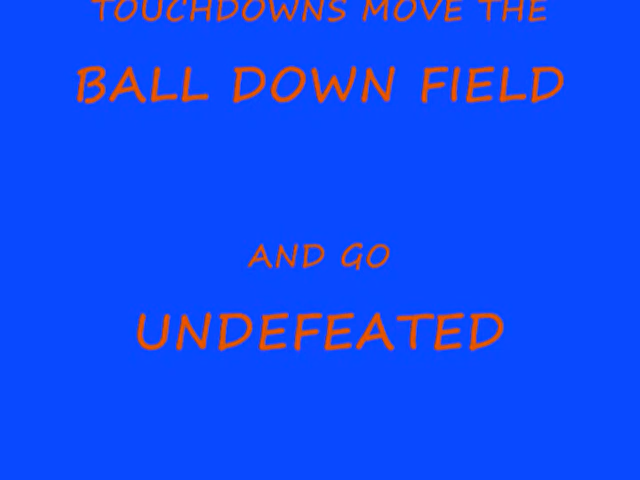 TOUCHDOWNS MOVE THE
BALL DOWN FIELD
AND GO
UNDEFEATED